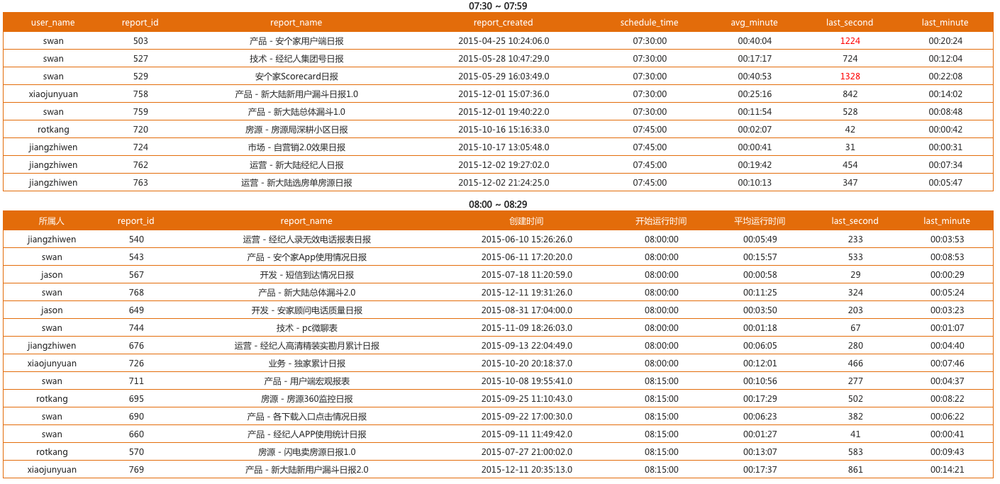 07:30 ~ 07:59
user_name report_id report_name report_created schedule_time avg_minute last_second last_minute
swan 503 产品 - 安个家用户端日报 2015-04-25 10:24:06.0 07:30:00 00:40:04 1224 00:20:24
swan 527 技术 - 经纪人集团号日报 2015-05-28 10:47:29.0 07:30:00 00:17:17 724 00:12:04
swan 529 安个家Scorecard日报 2015-05-29 16:03:49.0 07:30:00 00:40:53 1328 00:22:08
xiaojunyuan 758 产品 - 新大陆新用户漏斗日报1.0 2015-12-01 15:07:36.0 07:30:00 00:25:16 842 00:14:02
swan 759 产品 - 新大陆总体漏斗1.0 2015-12-01 19:40:22.0 07:30:00 00:11:54 528 00:08:48
rotkang 720 房源 - 房源局深耕小区日报 2015-10-16 15:16:33.0 07:45:00 00:02:07 42 00:00:42
jiangzhiwen 724 市场 - 自营销2.0效果日报 2015-10-17 13:05:48.0 07:45:00 00:00:41 31 00:00:31
jiangzhiwen 762 运营 - 新大陆经纪人日报 2015-12-02 19:27:02.0 07:45:00 00:19:42 454 00:07:34
jiangzhiwen 763 运营 - 新大陆选房单房源日报 2015-12-02 21:24:25.0 07:45:00 00:10:13 347 00:05:47
08:00 ~ 08:29
所属人 report_id report_name 创建时间 开始运行时间 平均运行时间 last_second last_minute
jiangzhiwen 540 运营 - 经纪人录无效电话报表日报 2015-06-10 15:26:26.0 08:00:00 00:05:49 233 00:03:53
swan 543 产品 - 安个家App使用情况日报 2015-06-11 17:20:20.0 08:00:00 00:15:57 533 00:08:53
jason 567 开发 - 短信到达情况日报 2015-07-18 11:20:59.0 08:00:00 00:00:58 29 00:00:29
swan 768 产品 - 新大陆总体漏斗2.0 2015-12-11 19:31:26.0 08:00:00 00:11:25 324 00:05:24
jason 649 开发 - 安家顾问电话质量日报 2015-08-31 17:04:00.0 08:00:00 00:03:50 203 00:03:23
swan 744 技术 - pc微聊表 2015-11-09 18:26:03.0 08:00:00 00:01:18 67 00:01:07
jiangzhiwen 676 运营 - 经纪人高清精装实勘月累计日报 2015-09-13 22:04:49.0 08:00:00 00:06:05 280 00:04:40
xiaojunyuan 726 业务 - 独家累计日报 2015-10-20 20:18:37.0 08:00:00 00:12:01 466 00:07:46
swan 711 产品 - 用户端宏观报表 2015-10-08 19:55:41.0 08:15:00 00:10:56 277 00:04:37
rotkang 695 房源 - 房源360监控日报 2015-09-25 11:10:43.0 08:15:00 00:17:29 502 00:08:22
swan 690 产品 - 各下载入口点击情况日报 2015-09-22 17:00:30.0 08:15:00 00:06:23 382 00:06:22
swan 660 产品 - 经纪人APP使用统计日报 2015-09-11 11:49:42.0 08:15:00 00:01:27 41 00:00:41
rotkang 570 房源 - 闪电卖房源日报1.0 2015-07-27 21:00:02.0 08:15:00 00:13:07 583 00:09:43
xiaojunyuan 769 产品 - 新大陆新用户漏斗日报2.0 2015-12-11 20:35:13.0 08:15:00 00:17:37 861 00:14:21